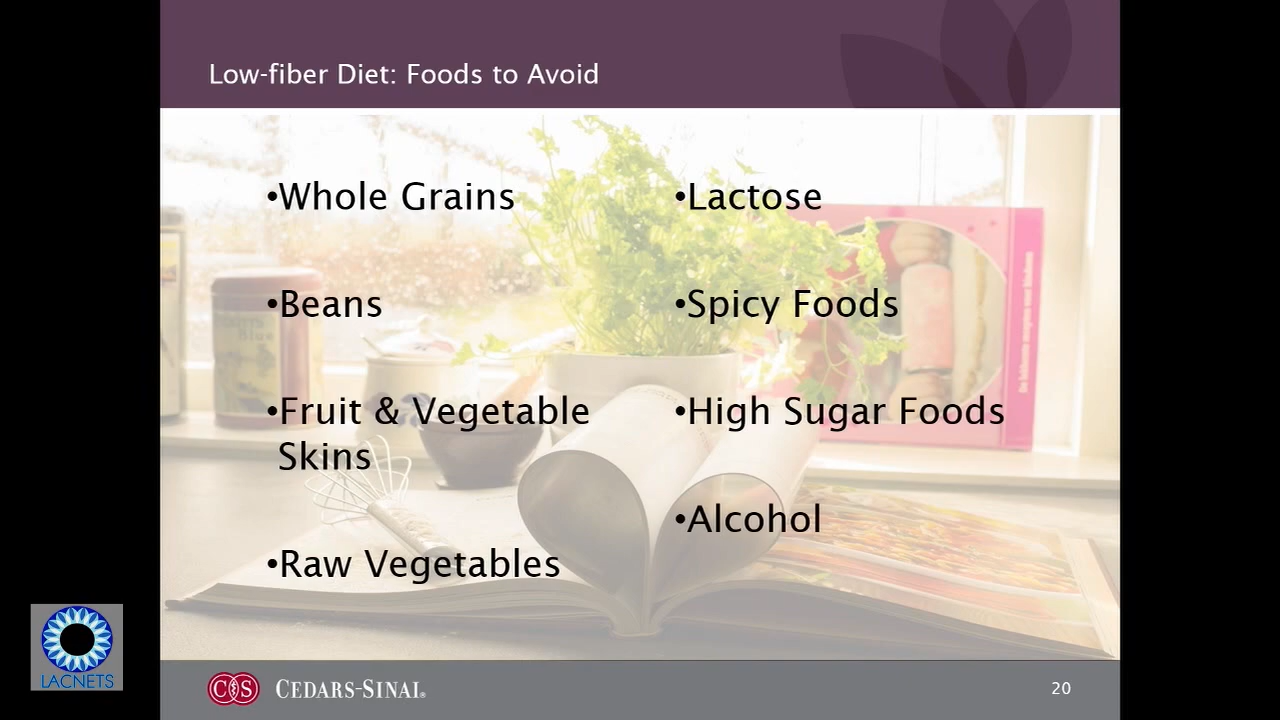 Low-fiber Diet: Foods to Avoid
•Whole Grains
•Beans
•Fruit & Vegetable
Skins
•Raw Vegetables
•Lactose
•Spicy Foods
•High Sugar Foods
•Alcohol
LACNETS
CEDARS-SINAI®
20